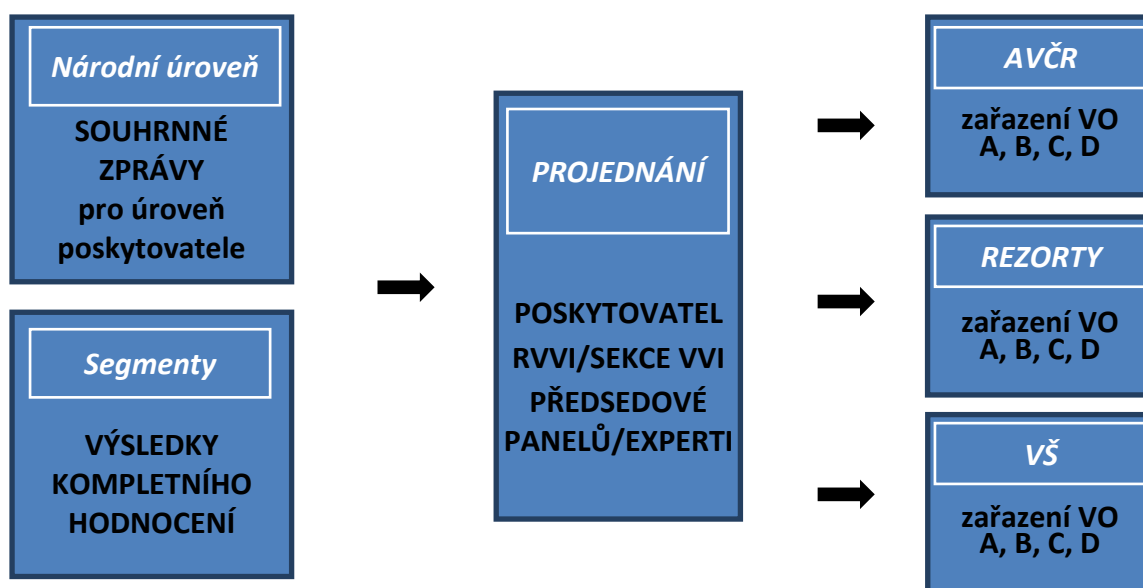 Národní úroveň
SOUHRNNÉ
ZPRÁVY
pro úroveň
poskytovatele
Segmenty
VÝSLEDKY
KOMPLETNÍHO
HODNOCENÍ
PROJEDNÁNÍ
POSKYTOVATEL
RVVI/SEKCE VVI
PŘEDSEDOVÉ
PANELŮ/EXPERTI
AVČR
zařazení VO
A, B, C, D
REZORTY
zařazení VO
A, B, C, D
VŠ
zařazení VO
A, B, C, D